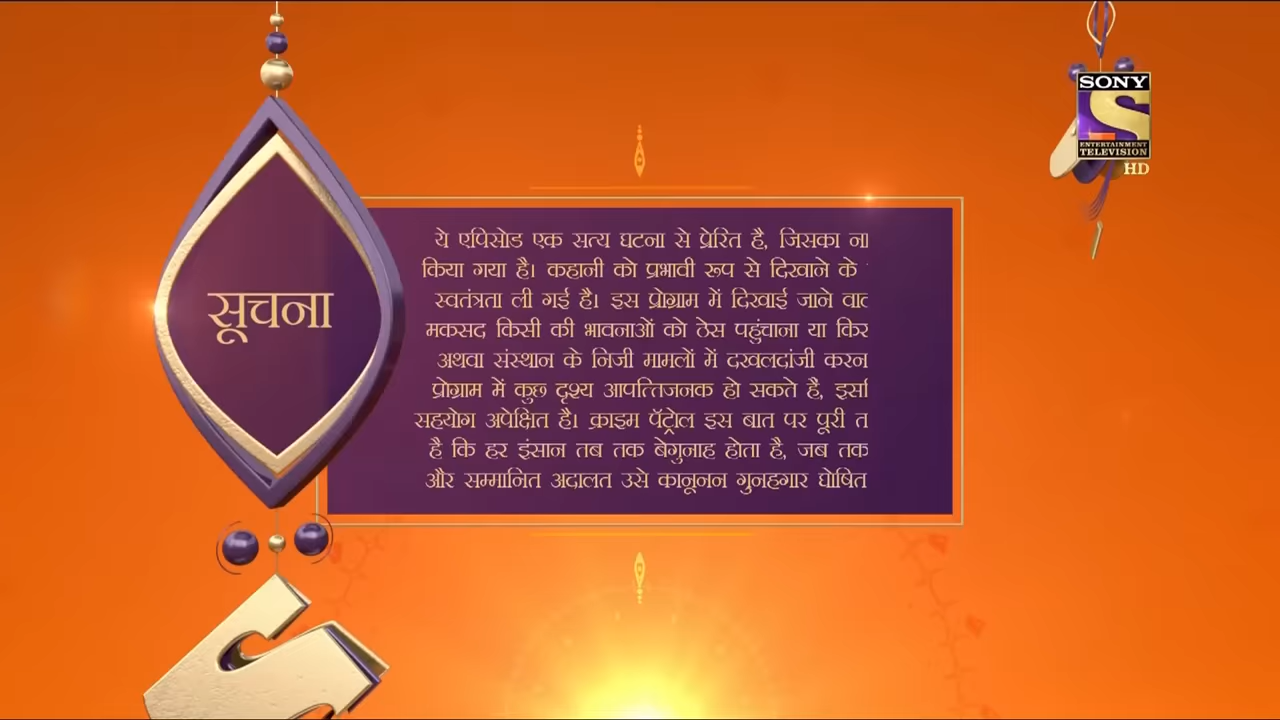 सूचना
SONY
ENTERTAINMENT
TELEVISION
HD
ये एपिसोड एक सत्य घटना से प्रेरित है, जिसका ना
किया गया है। कहानी को प्रभावी रूप से दिखाने के
स्वतंत्रता ली गई है। इस प्रोग्राम में दिखाई जाने
मकसद किसी की भावनाओं को ठेस पहुंचाना या
अथवा संस्थान के निजी मामलों में दखलदांजी करन
प्रोग्राम में कुछ दृश्य आपत्तिजनक हो सकते है,
सहयोग अपेक्षित है। क्राइम पॅट्रोल इस बात पर पूरी त
है कि हर इंसान तब तक बेगुनाह होता है, जब तक
और सम्मानित अदालत उसे कानूनन गुनहगार घोषित